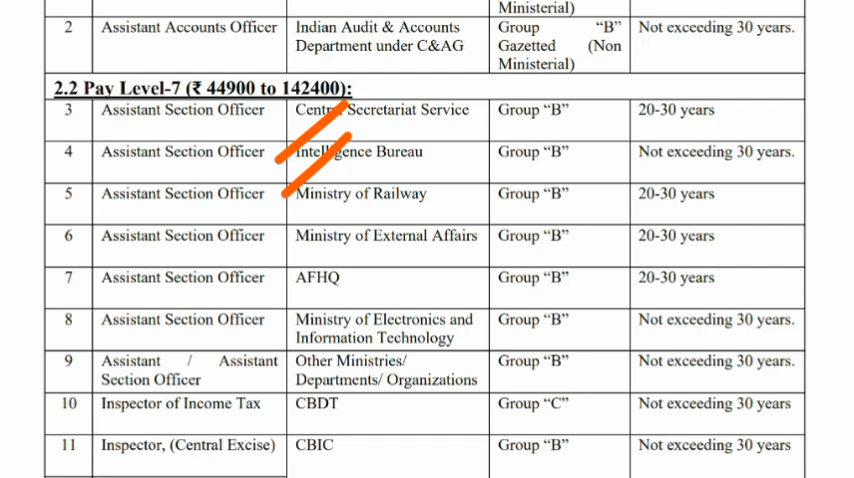 Ministerial)
2 Assistant Accounts Officer Indian Audit & Accounts Group "B" Not exceeding 30 years.
Department under C&AG Gazetted (Non
Ministerial)
2.2 Pay Level-7 (₹ 44900 to 142400):
3 Assistant Section Officer Central Secretariat Service Group "B" 20-30 years
4 Assistant Section Officer Intelligence Bureau Group "B" Not exceeding 30 years.
5 Assistant Section Officer Ministry of Railway Group "B" 20-30 years
6 Assistant Section Officer Ministry of External Affairs Group "B" 20-30 years
7 Assistant Section Officer AFHQ Group "B" 20-30 years
8 Assistant Section Officer Ministry of Electronics and Group "B" Not exceeding 30 years.
Information Technology
9 Assistant / Assistant Other Ministries/ Group "B" Not exceeding 30 years.
Section Officer Departments/ Organizations
10 Inspector of Income Tax CBDT Group "C" Not exceeding 30 years
11 Inspector, (Central Excise) CBIC Group "B" Not exceeding 30 years